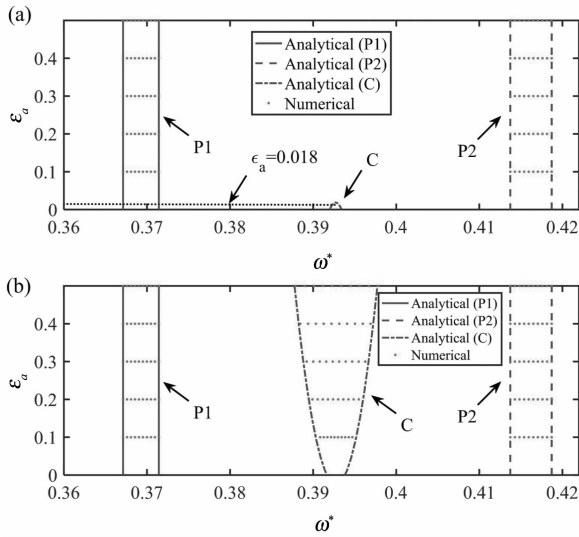 (a)
0.5
0.4
0.3
0.2
0.1
0
εa
Analytical (P1)
Analytical (P2)
Analytical (C)
Numerical
P1
P2
ϵa=0.018
C
0.36 0.37 0.38 0.39 0.4 0.41 0.42
ω*
(b)
0.4
0.3
0.2
0.1
0
εa
Analytical (P1)
Analytical (P2)
Analytical (C)
Numerical
P1
C
P2
0.36 0.37 0.38 0.39 0.4 0.41 0.42
ω*